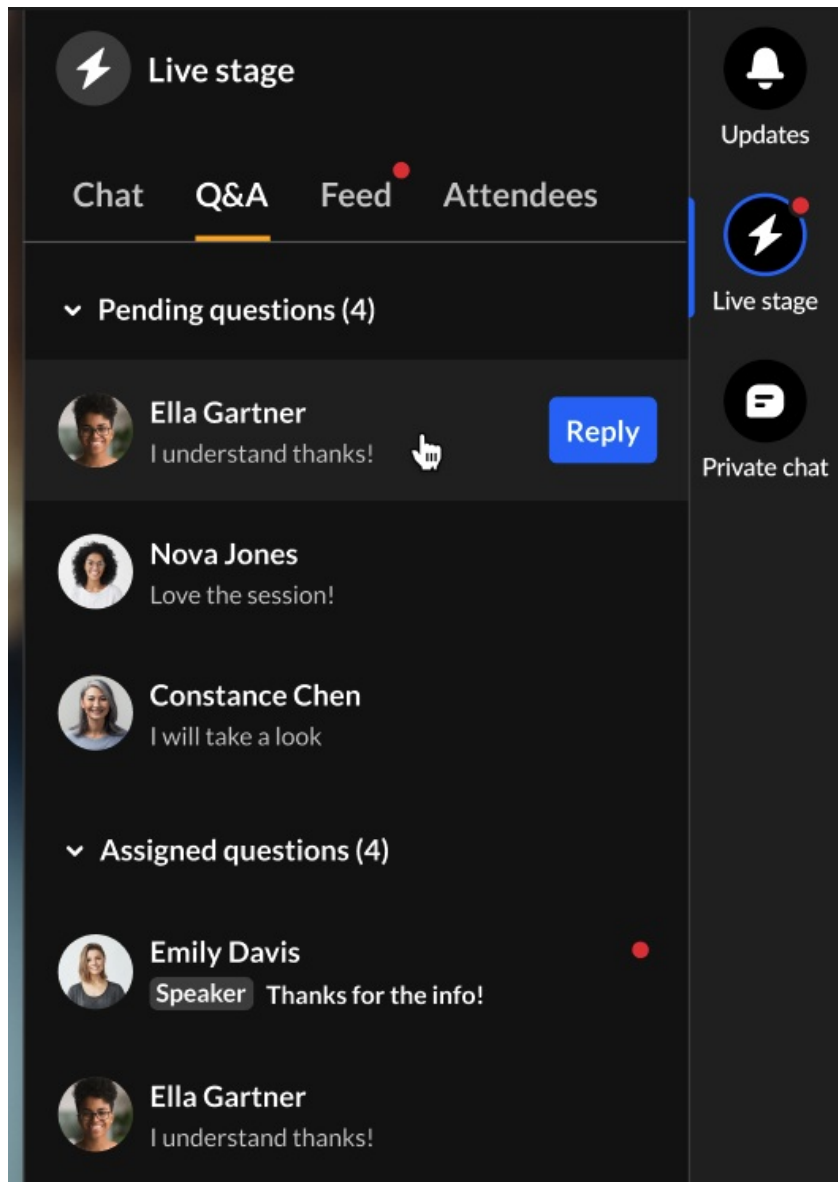 Live stage
Chat Q&A Feed Attendees
Pending questions (4)
Ella Gartner
I understand thanks!
Reply
Nova Jones
Love the session!
Constance Chen
I will take a look
Assigned questions (4)
Emily Davis
Speaker Thanks for the info!
Ella Gartner
I understand thanks!
Updates
Live stage
Private chat